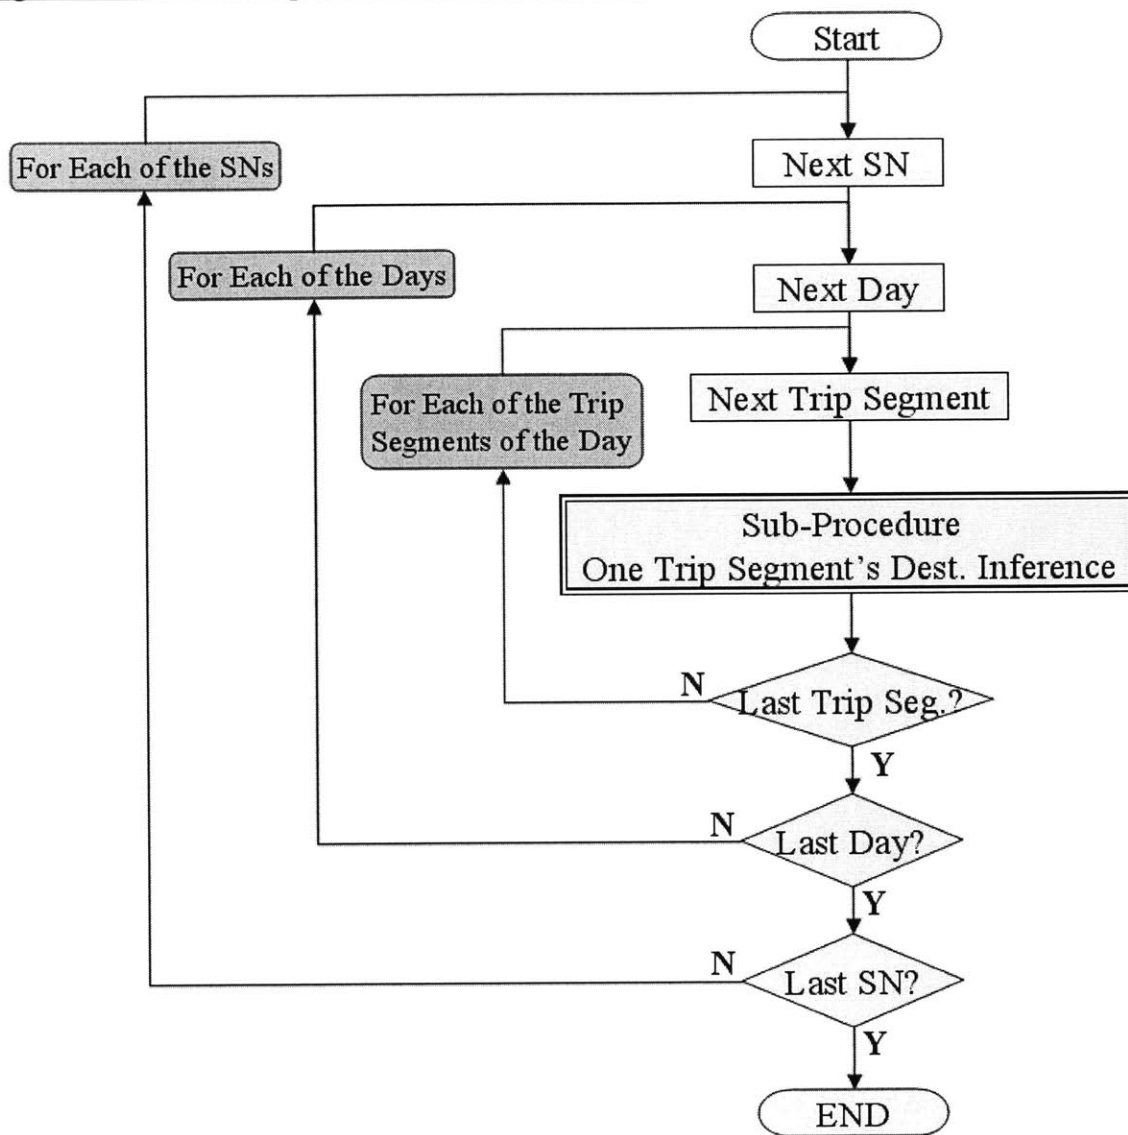 Start
For Each of the SNs
Next SN
For Each of the Days
Next Day
For Each of the Trip
Segments of the Day
Next Trip Segment
Sub-Procedure
One Trip Segment's Dest. Inference
N
Last Trip Seg.?
Y
N
Last Day?
Y
N
Last SN?
Y
END